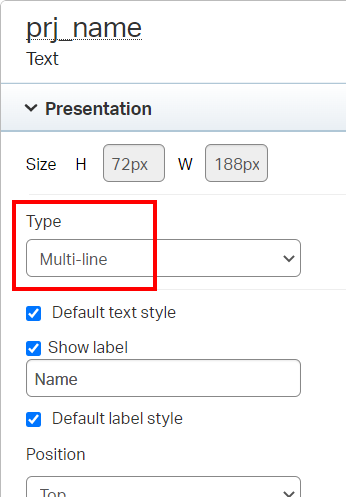 prj_name
Text
Presentation
Size H 72px W 188px
Type
Multi-line
Default text style
Show label
Name
Default label style
Position
Top